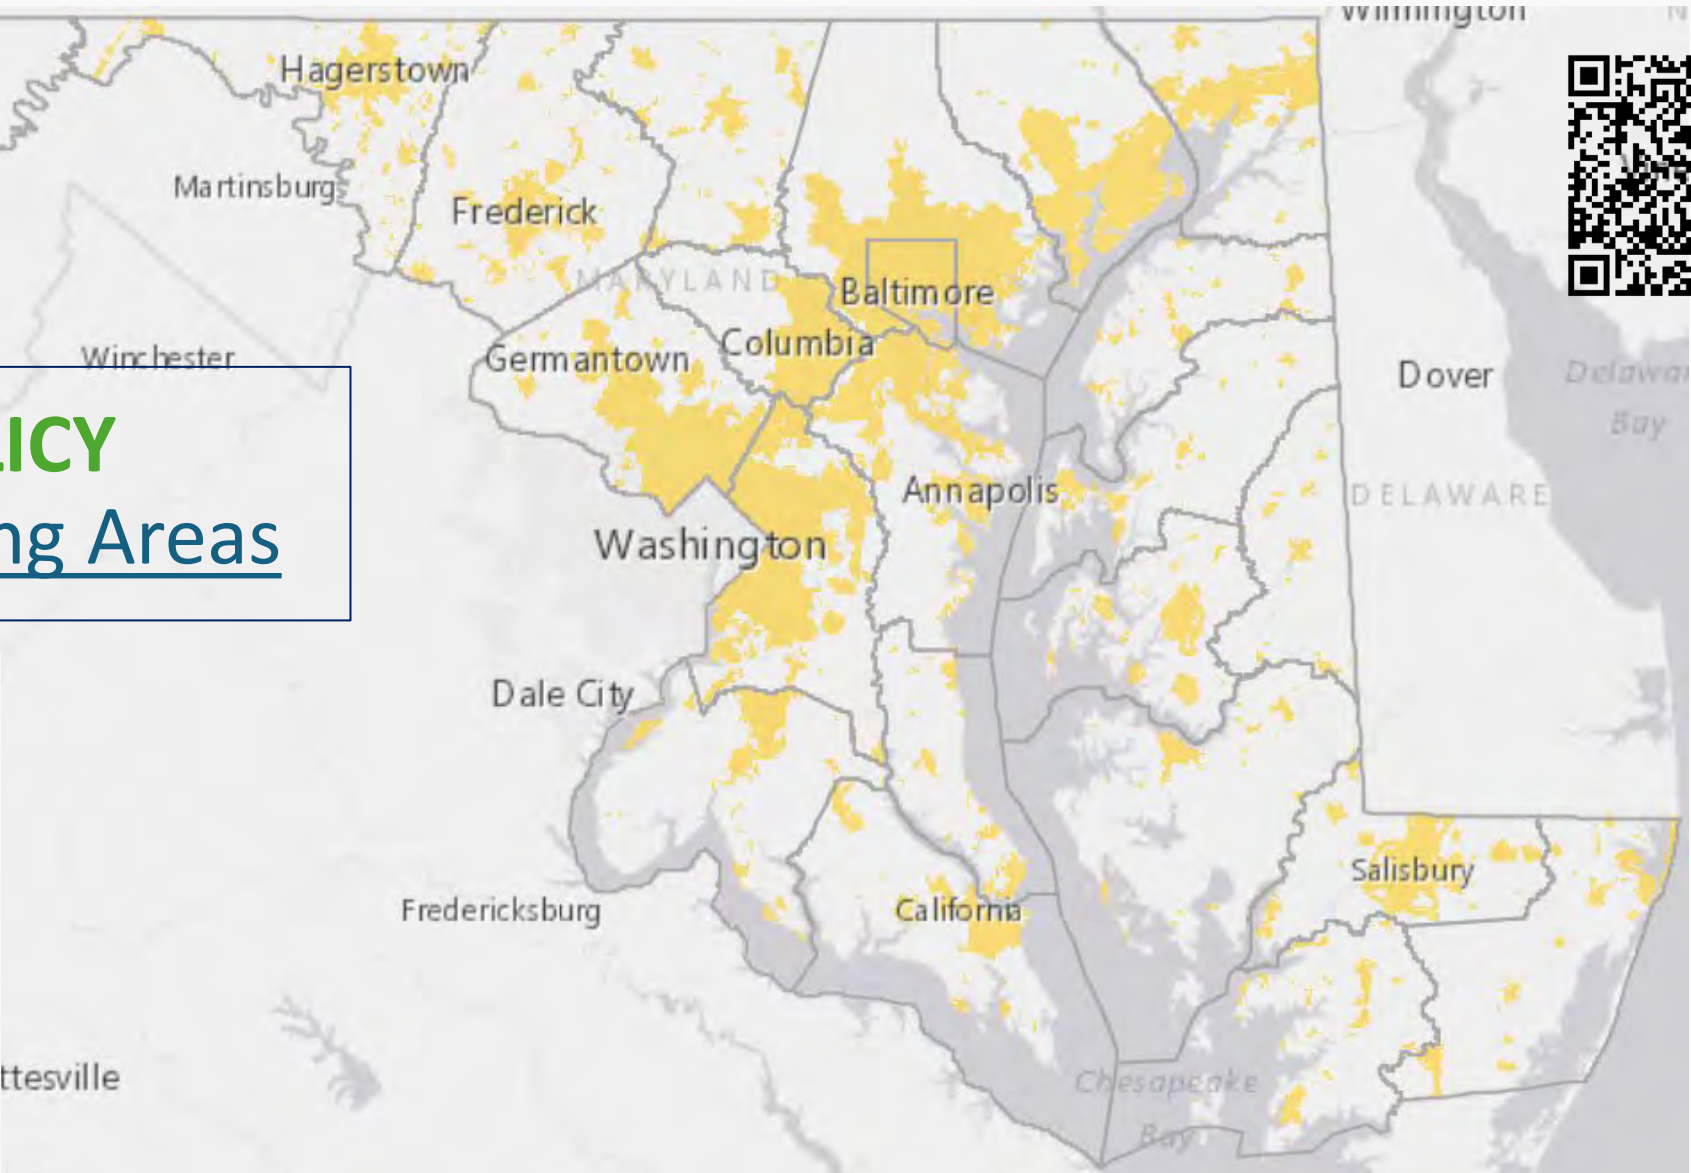 Wilmington
Hagerstown
Martinsburg
Frederick
MARYLAND
Baltimore
Columbia
Winchester
Germantown
Dover
Delawar
Bay
LICY
ng Areas
Annapolis
DELAWARE
Washington
Dale City
Salisbury
Fredericksburg
California
ttesville
Chesapeake
Bay